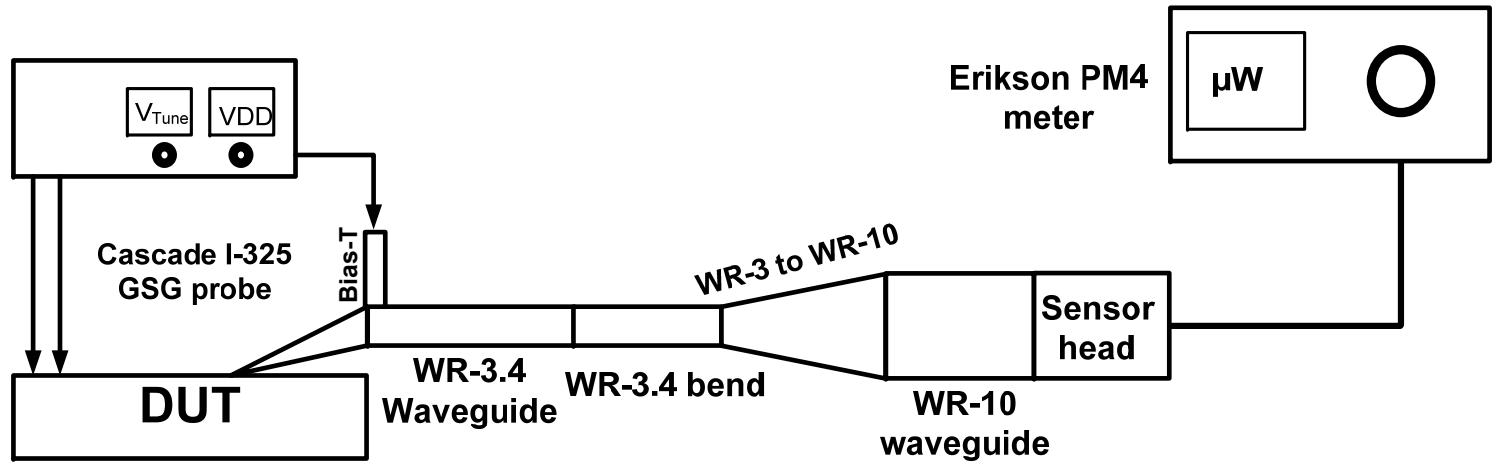 V_Tune VDD
Cascade I-325
GSG probe
Bias-T
DUT
WR-3.4
Waveguide
WR-3.4 bend
WR-3 to WR-10
WR-10
waveguide
Sensor
head
Erikson PM4
meter
µW